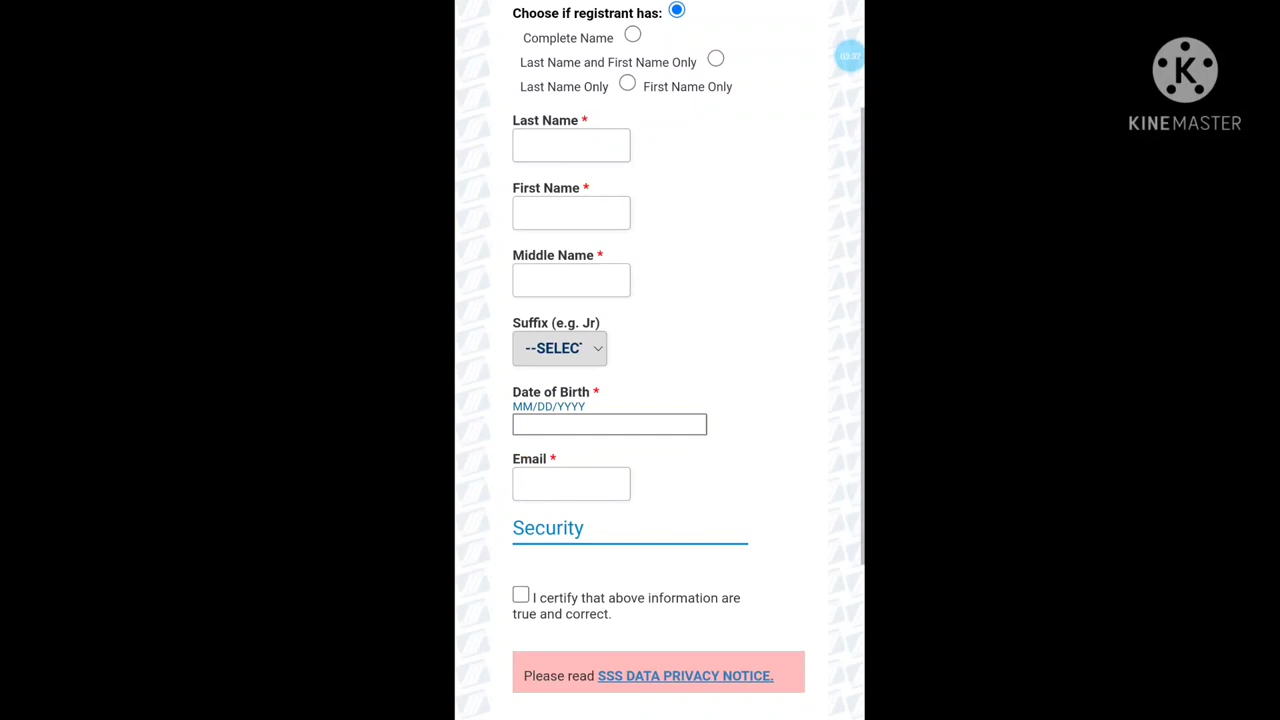 Choose if registrant has:
Complete Name
Last Name and First Name Only
Last Name Only First Name Only
Last Name *
First Name *
Middle Name *
Suffix (e.g. Jr)
--SELEC
Date of Birth *
MM/DD/YYYY
Email *
Security
I certify that above information are
true and correct.
Please read SSS DATA PRIVACY NOTICE.
K
KINEMASTER